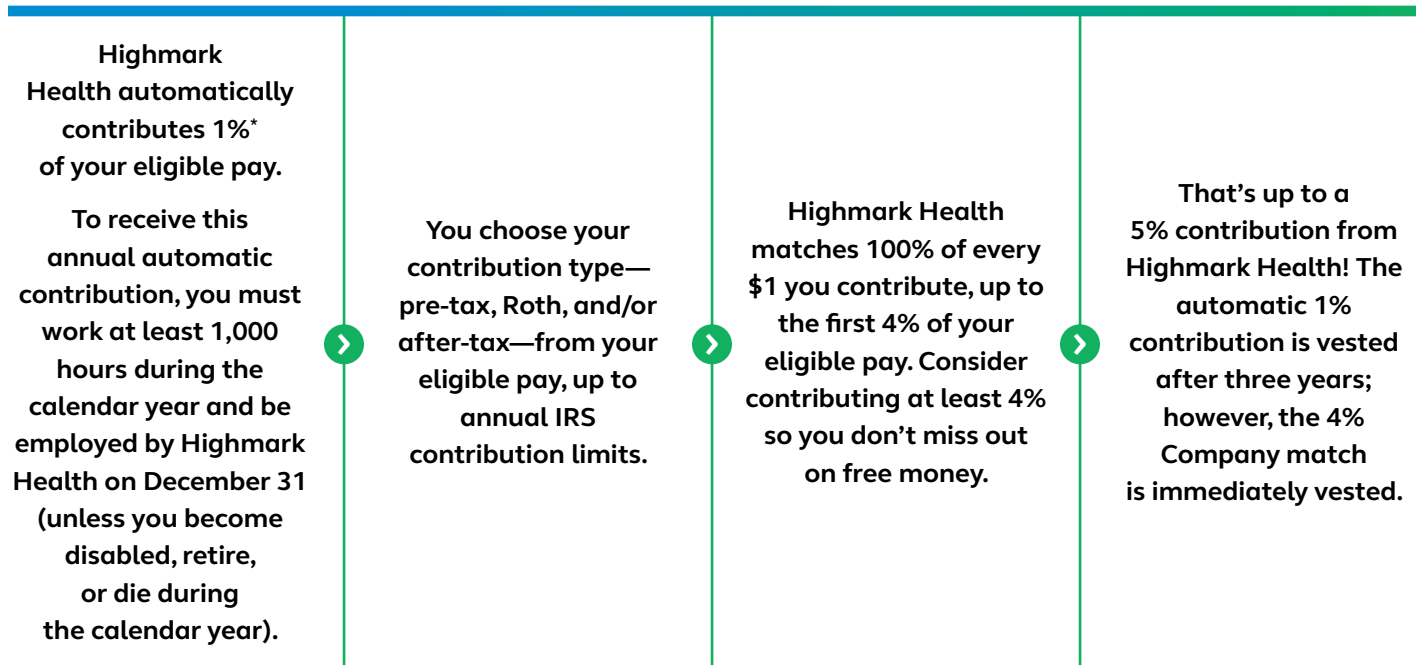 Highmark
Health automatically
contributes 1%*
of your eligible pay.
To receive this
annual automatic
contribution, you must
work at least 1,000
hours during the
calendar year and be
employed by Highmark
Health on December 31
(unless you become
disabled, retire,
or die during
the calendar year).
You choose your
contribution type—
pre-tax, Roth, and/or
after-tax—from your
eligible pay, up to
annual IRS
contribution limits.
Highmark Health
matches 100% of every
$1 you contribute, up to
the first 4% of your
eligible pay. Consider
contributing at least 4%
so you don’t miss out
on free money.
That’s up to a
5% contribution from
Highmark Health! The
automatic 1%
contribution is vested
after three years;
however, the 4%
Company match
is immediately vested.